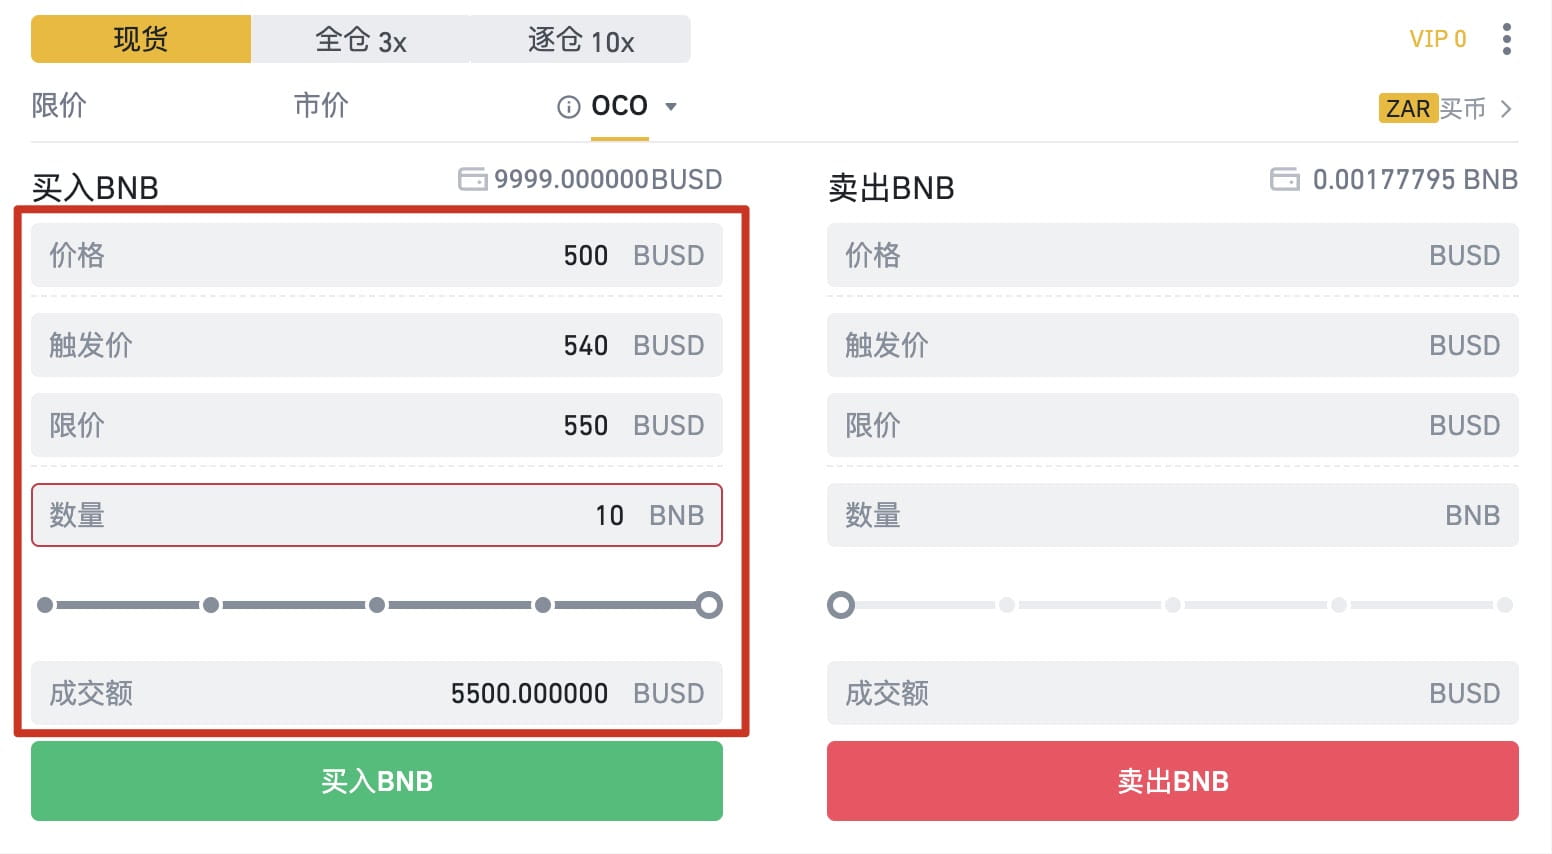 现货 全仓 3x 逐仓 10x VIP 0
限价 市价 OCO ZAR 买币
买入BNB 9999.000000BUSD
价格 500 BUSD
触发价 540 BUSD
限价 550 BUSD
数量 10 BNB
成交额 5500.000000 BUSD
买入BNB
卖出BNB 0.00177795 BNB
价格 BUSD
触发价 BUSD
限价 BUSD
数量 BNB
成交额 BUSD
卖出BNB